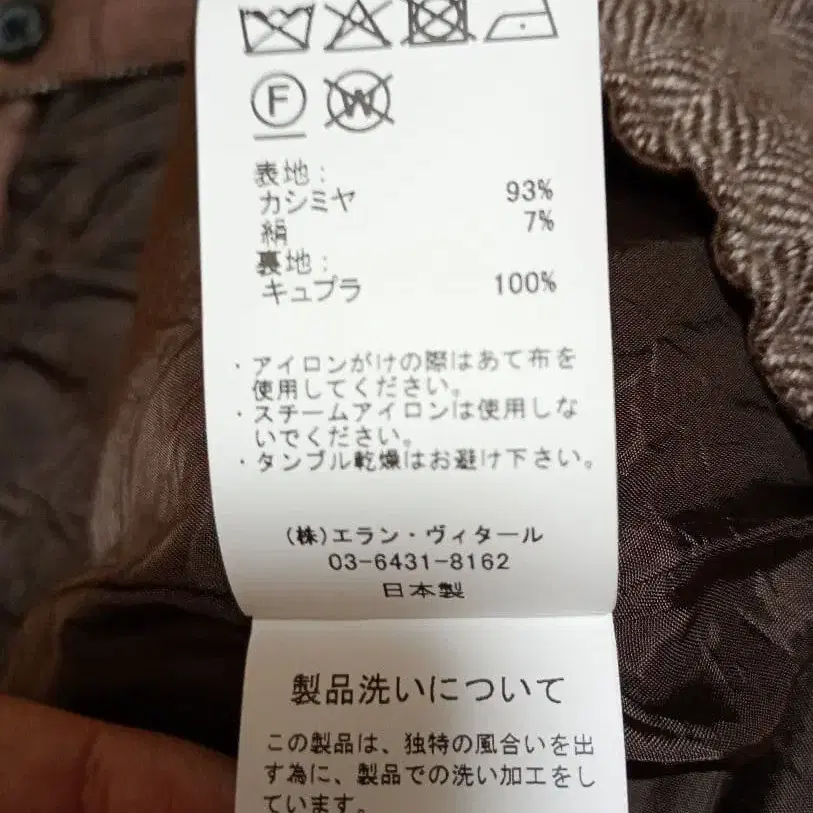 F
W
表地:
カシミヤ 93%
絹 7%
裏地:
キュプラ 100%
・アイロンがけの際はあて布を
使用してください。
・スチームアイロンは使用しな
いでください。
・タンブル乾燥はお避け下さい。
(株)エラン・ヴィタール
03-6431-8162
日本製
製品洗いについて
この製品は、独特の風合いを出
す為に、製品での洗い加工をし
ています。